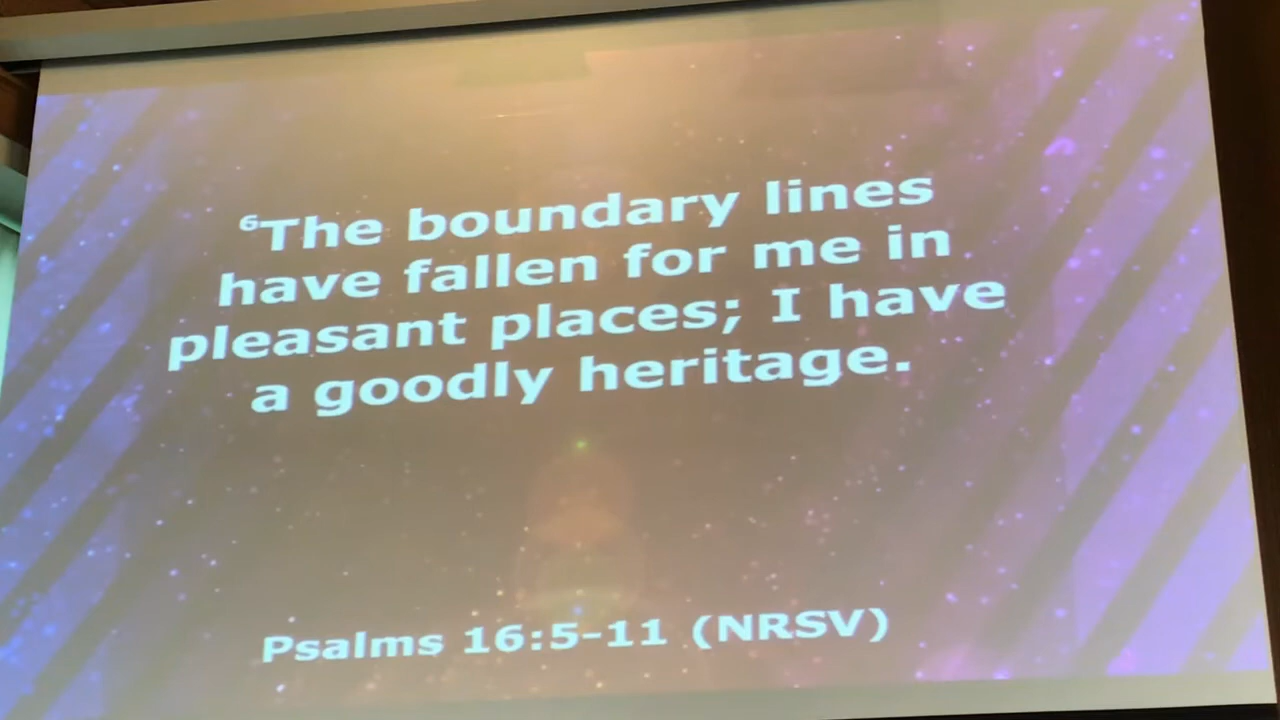 ⁶The boundary lines
have fallen for me in
pleasant places; I have
a goodly heritage.
Psalms 16:5-11 (NRSV)